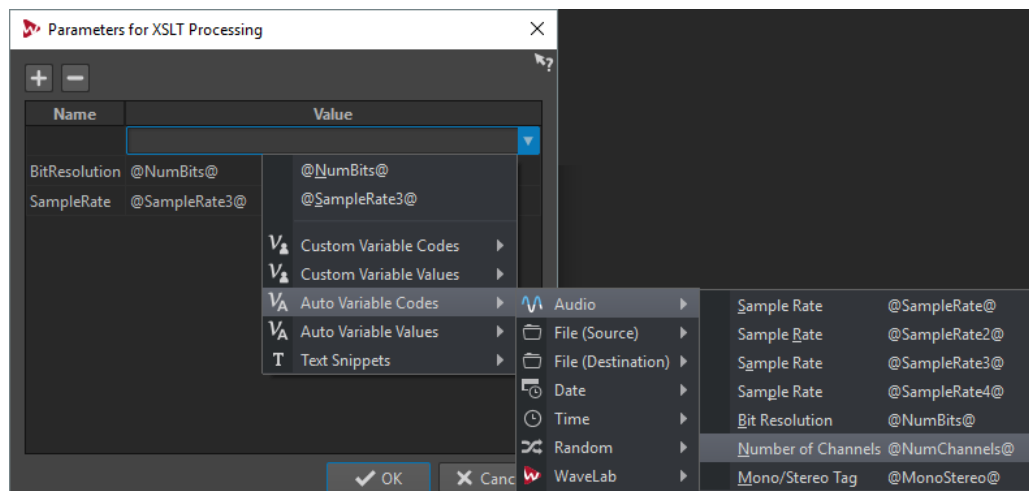 Parameters for XSLT Processing
Name Value
BitResolution @NumBits@
SampleRate @SampleRate3@
@NumBits@
@SampleRate3@
Custom Variable Codes
Custom Variable Values
Auto Variable Codes
Auto Variable Values
Text Snippets
OK Canc
Audio
File (Source)
File (Destination)
Date
Time
Random
WaveLab
Sample Rate @SampleRate@
Sample Rate @SampleRate2@
Sample Rate @SampleRate3@
Sample Rate @SampleRate4@
Bit Resolution @NumBits@
Number of Channels @NumChannels@
Mono/Stereo Tag @MonoStereo@